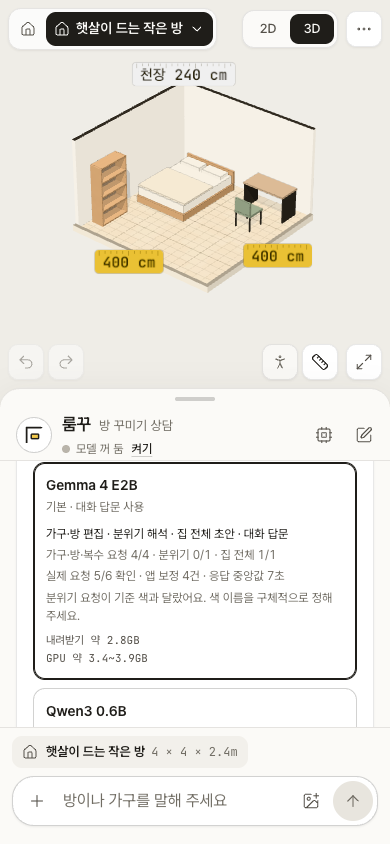 햇살이 드는 작은 방
2D
3D
천장 240 cm
400 cm
400 cm
룸꾸 방 꾸미기 상담
모델 꺼 둠 켜기
Gemma 4 E2B
기본 · 대화 답문 사용
가구·방 편집 · 분위기 해석 · 집 전체 초안 · 대화 답문
가구·방·복수 요청 4/4 · 분위기 0/1 · 집 전체 1/1
실제 요청 5/6 확인 · 앱 보정 4건 · 응답 중앙값 7초
분위기 요청이 기준 색과 달랐어요. 색 이름을 구체적으로 정해
주세요.
내려받기 약 2.8GB
GPU 약 3.4~3.9GB
Qwen3 0.6B
햇살이 드는 작은 방 4 × 4 × 2.4m
방이나 가구를 말해 주세요